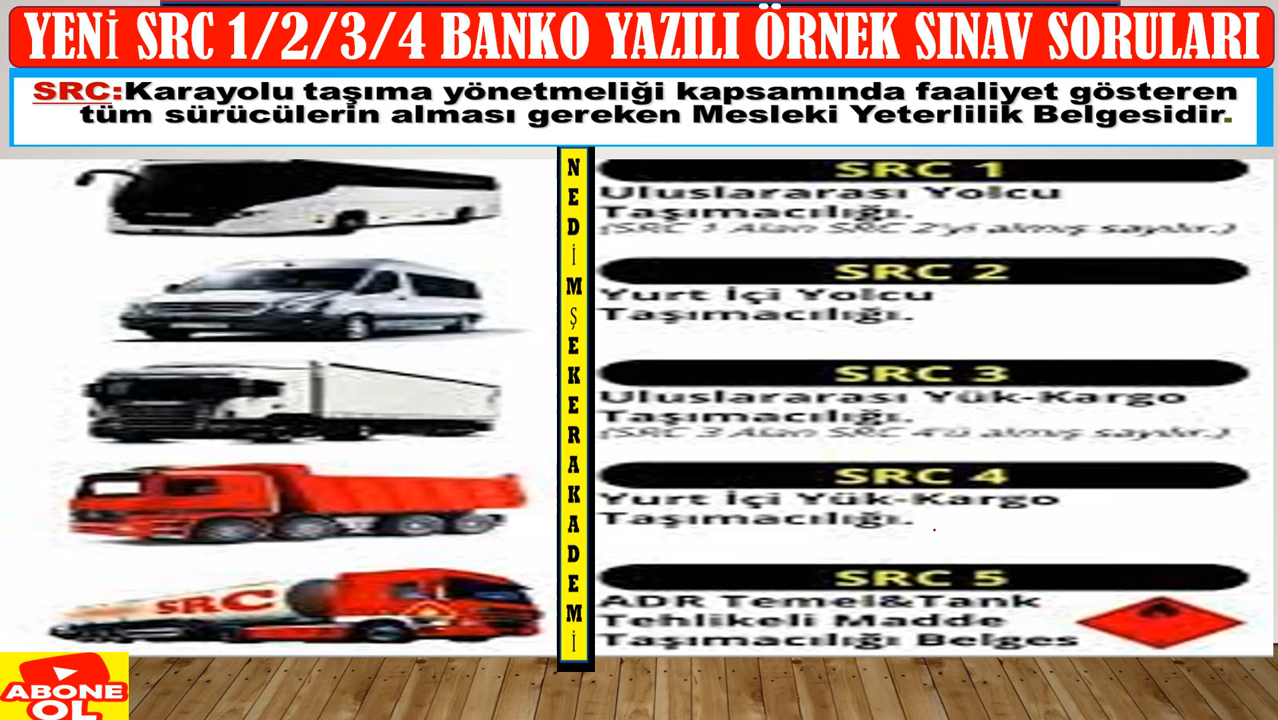 YENİ SRC 1/2/3/4 BANKO YAZILI ÖRNEK SINAV SORULARI
SRC:Karayolu taşıma yönetmeliği kapsamında faaliyet gösteren
tüm sürücülerin alması gereken Mesleki Yeterlilik Belgesidir.
NEDİM ŞEKER AKADEMİ
SRC 1
Uluslararası Yolcu
Taşımacılığı.
(SRC 1 Alan SRC 2'yi almış sayılır.)
SRC 2
Yurt İçi Yolcu
Taşımacılığı.
SRC 3
Uluslararası Yük-Kargo
Taşımacılığı.
(SRC 3 Alan SRC 4'ü almış sayılır.)
SRC 4
Yurt İçi Yük-Kargo
Taşımacılığı.
SRC 5
ADR Temel&Tank
Tehlikeli Madde
Taşımacılığı Belges
SRC
ABONE
OL